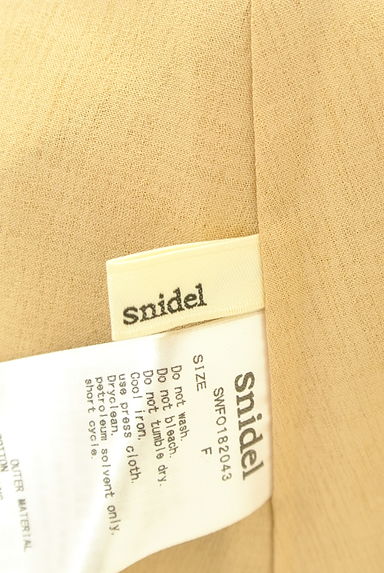 snidel
snidel
SWFO182043
SIZE F
Do not wash.
Do not bleach.
Do not tumble dry.
Cool iron.
use press cloth.
Dryclean.
petroleum solvent only.
short cycle.
OUTER MATERIAL